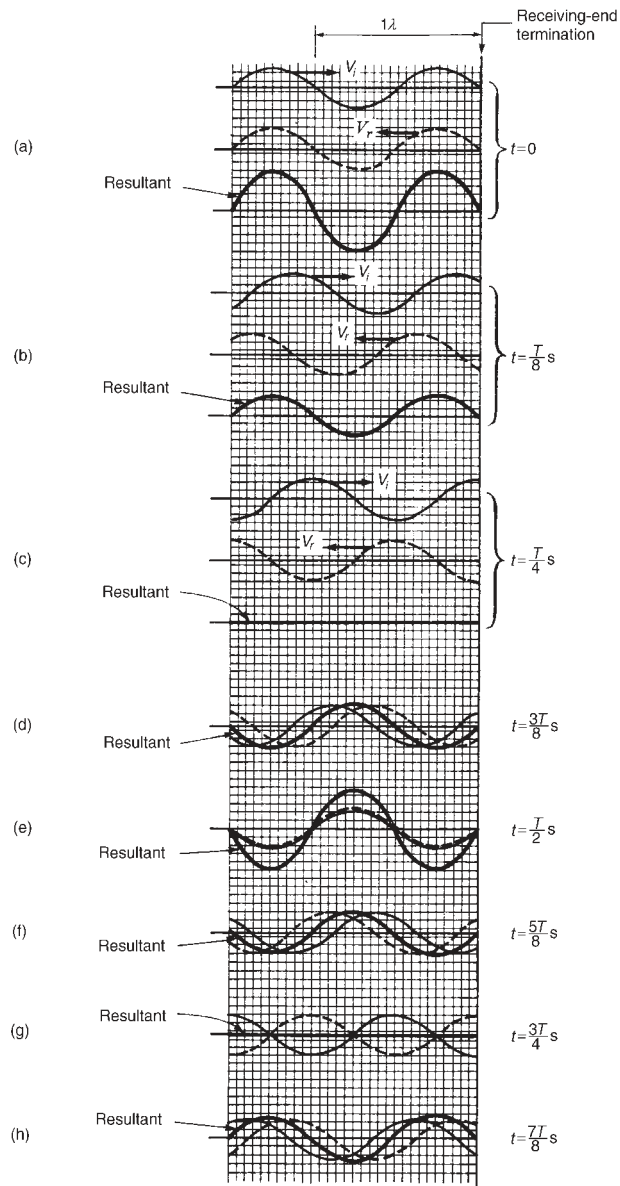 1λ
Receiving-end
termination
V_i
(a)
V_r
t=0
Resultant
V_i
(b)
V_r
t=T/8 s
Resultant
V_i
(c)
V_r
t=T/4 s
Resultant
(d)
t=3T/8 s
Resultant
(e)
t=T/2 s
Resultant
(f)
t=5T/8 s
Resultant
Resultant
(g)
t=3T/4 s
Resultant
(h)
t=7T/8 s